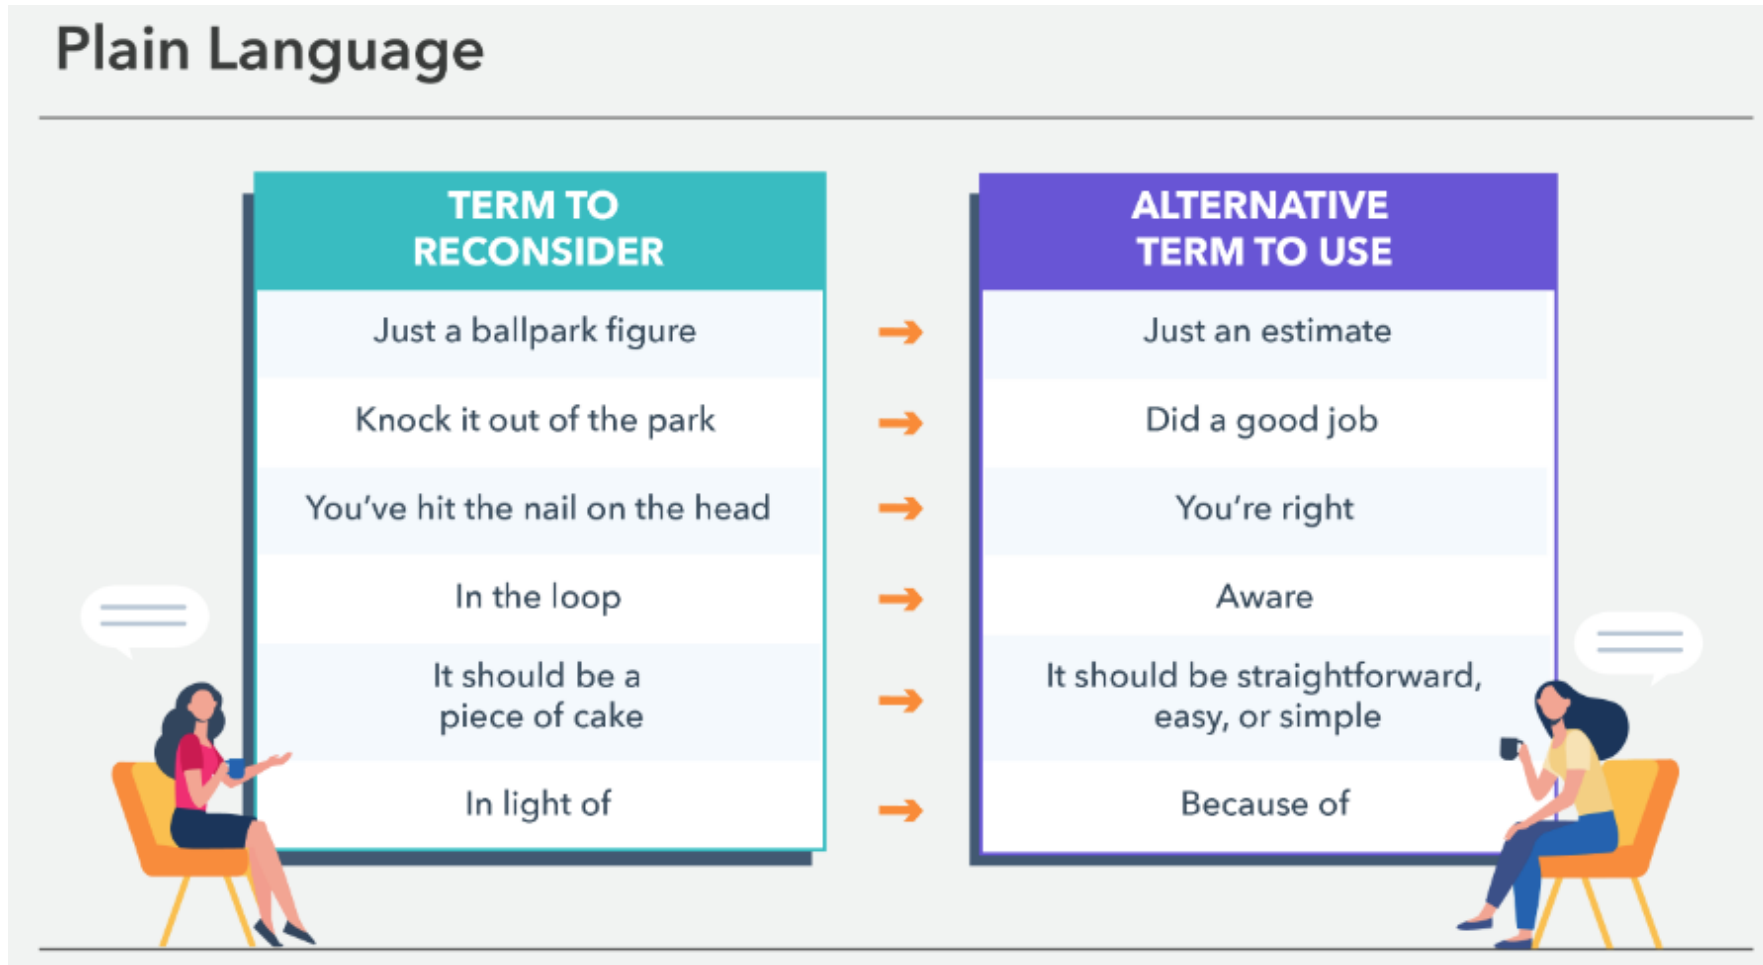 Plain Language
TERM TO
RECONSIDER
Just a ballpark figure
Knock it out of the park
You've hit the nail on the head
In the loop
It should be a
piece of cake
In light of
ALTERNATIVE
TERM TO USE
Just an estimate
Did a good job
You're right
Aware
It should be straightforward,
easy, or simple
Because of